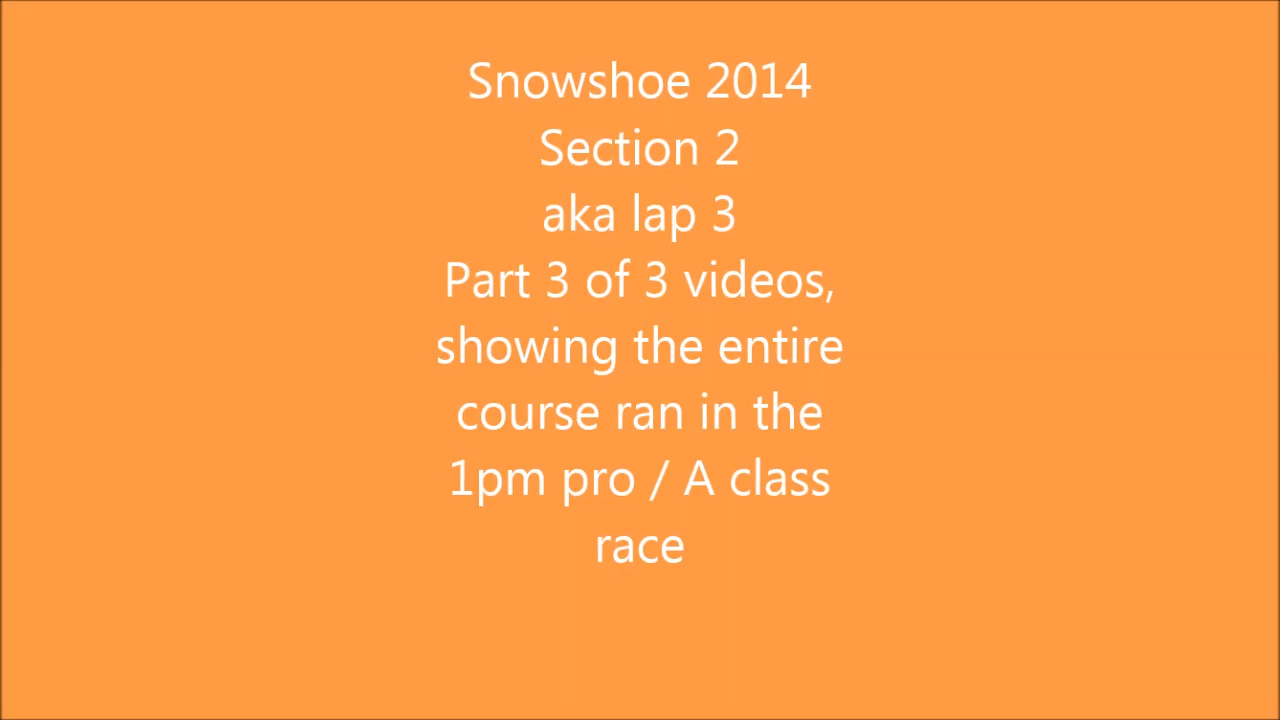 Snowshoe 2014
Section 2
aka lap 3
Part 3 of 3 videos,
showing the entire
course ran in the
1pm pro / A class
race